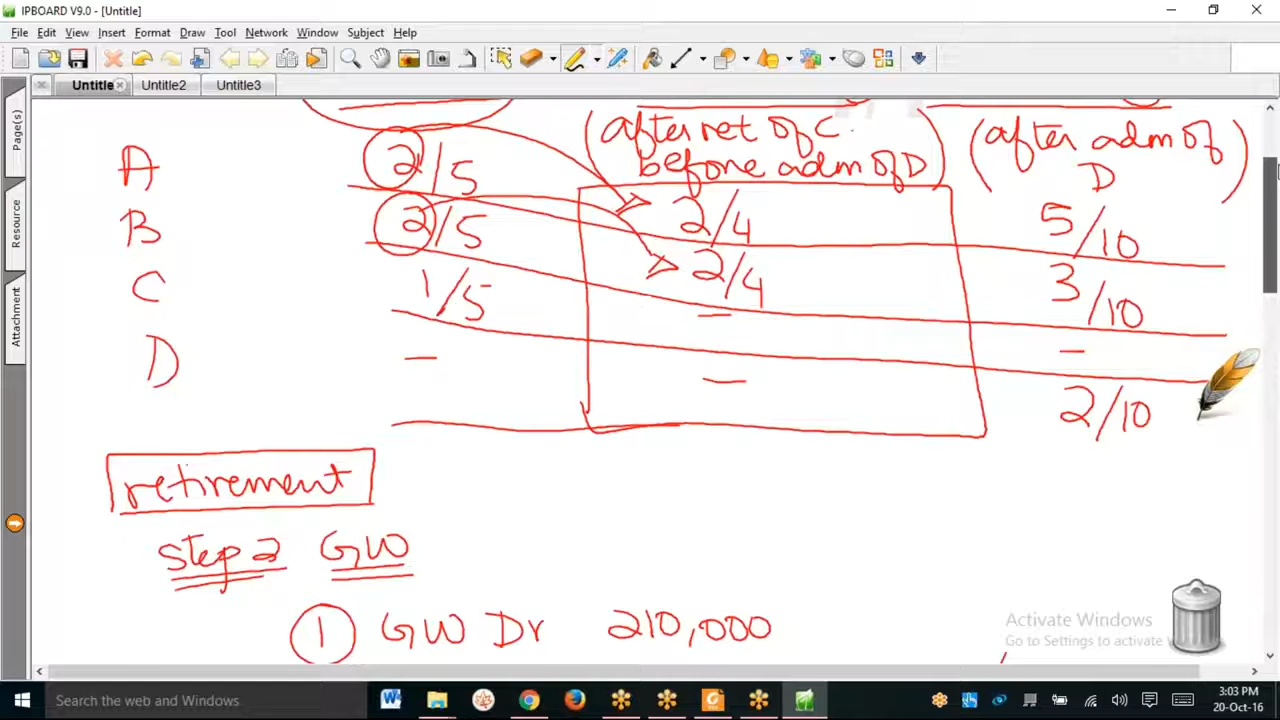 IPBOARD V9.0 - [Untitle]
File Edit View Insert Format Draw Tool Network Window Subject Help
Untitle Untitle2 Untitle3
Page(s)
Resource
Attachment
(after ret of C before adm of D)
(after adm of D)
A 2/5 2/4 5/10
B 2/5 2/4 3/10
C 1/5 – –
D – – 2/10
retirement
Step 2 GW
1 GW Dr 210,000
Activate Windows
Go to Settings to activate W
Search the web and Windows
3:03 PM
20-Oct-16